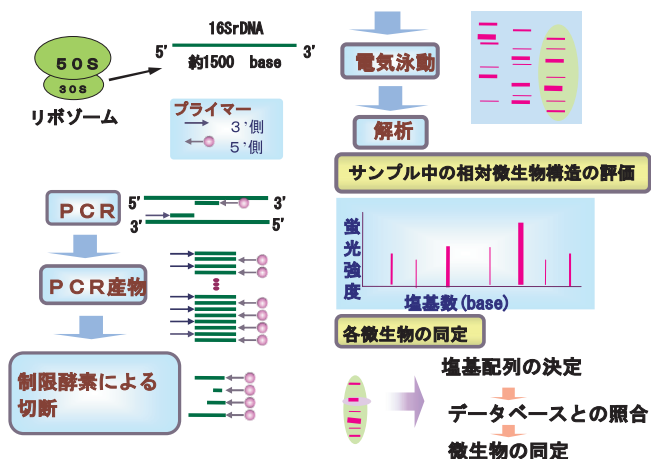 50S
30S
リボゾーム
16SrDNA
5’ 3’
約1500 base
プライマー
3’側
5’側
PCR
5’ 3’
3’ 5’
PCR産物
制限酵素による
切断
電気泳動
解析
サンプル中の相対微生物構造の評価
蛍光強度
塩基数(base)
各微生物の同定
塩基配列の決定
データベースとの照合
微生物の同定